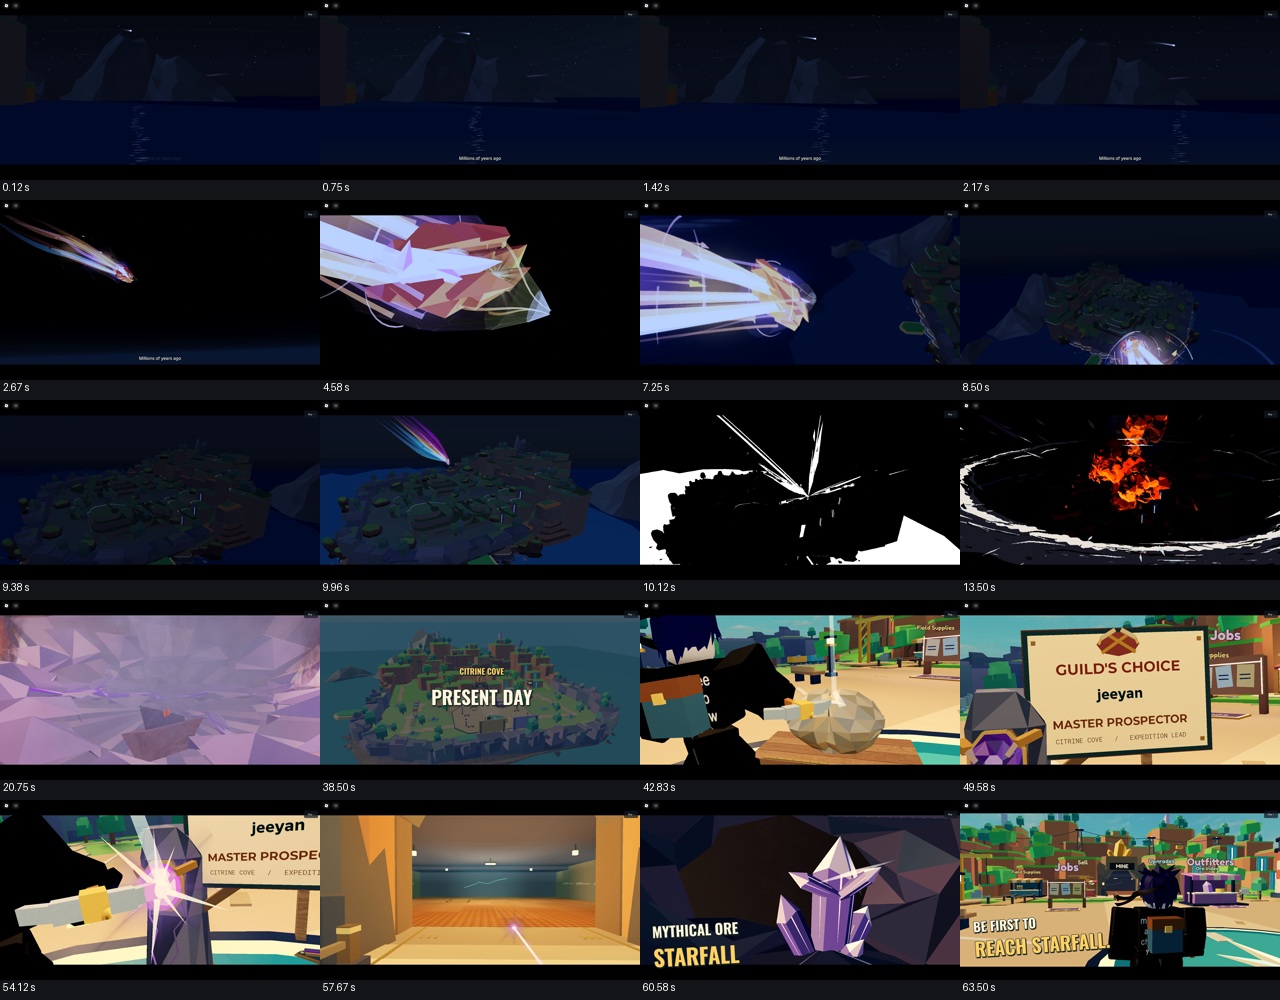 0.12 s
0.75 s
1.42 s
2.17 s
Millions of years ago
Millions of years ago
Millions of years ago
2.67 s
4.58 s
7.25 s
8.50 s
Millions of years ago
9.38 s
9.96 s
10.12 s
13.50 s
20.75 s
CITRINE COVE
PRESENT DAY
38.50 s
Field Supplies
42.83 s
Jobs
GUILD'S CHOICE
jeeyan
MASTER PROSPECTOR
CITRINE COVE / EXPEDITION LEAD
49.58 s
jeeyan
MASTER PROSPEC
CITRINE COVE / EXPEDITI
54.12 s
57.67 s
MYTHICAL ORE
STARFALL
60.58 s
Jobs
Sell
MINE
Outfitters
BE FIRST TO
REACH STARFALL.
63.50 s